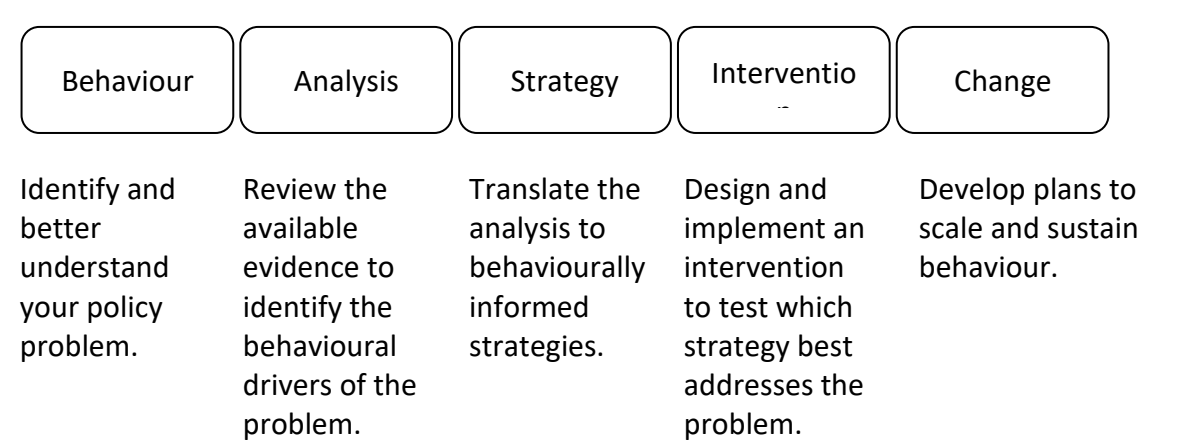 Behaviour
Analysis
Strategy
Interventio
n
Change
Identify and
better
understand
your policy
problem.
Review the
available
evidence to
identify the
behavioural
drivers of the
problem.
Translate the
analysis to
behaviourally
informed
strategies.
Design and
implement an
intervention
to test which
strategy best
addresses the
problem.
Develop plans to
scale and sustain
behaviour.